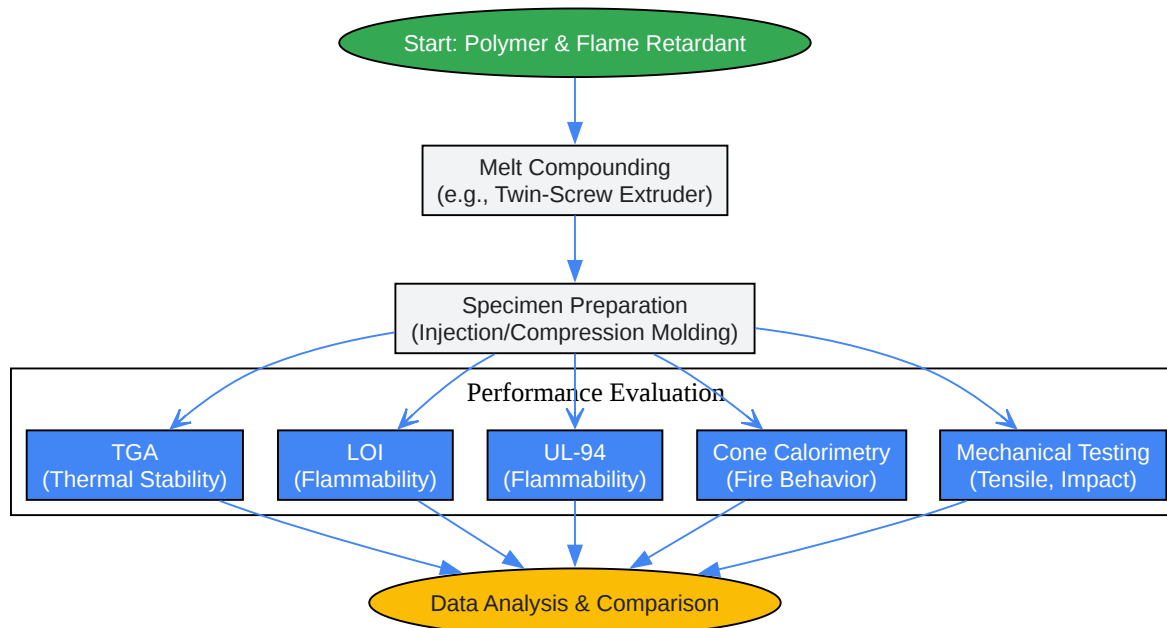 Start: Polymer & Flame Retardant
Melt Compounding
(e.g., Twin-Screw Extruder)
Specimen Preparation
(Injection/Compression Molding)
Performance Evaluation
TGA
(Thermal Stability)
LOI
(Flammability)
UL-94
(Flammability)
Cone Calorimetry
(Fire Behavior)
Mechanical Testing
(Tensile, Impact)
Data Analysis & Comparison